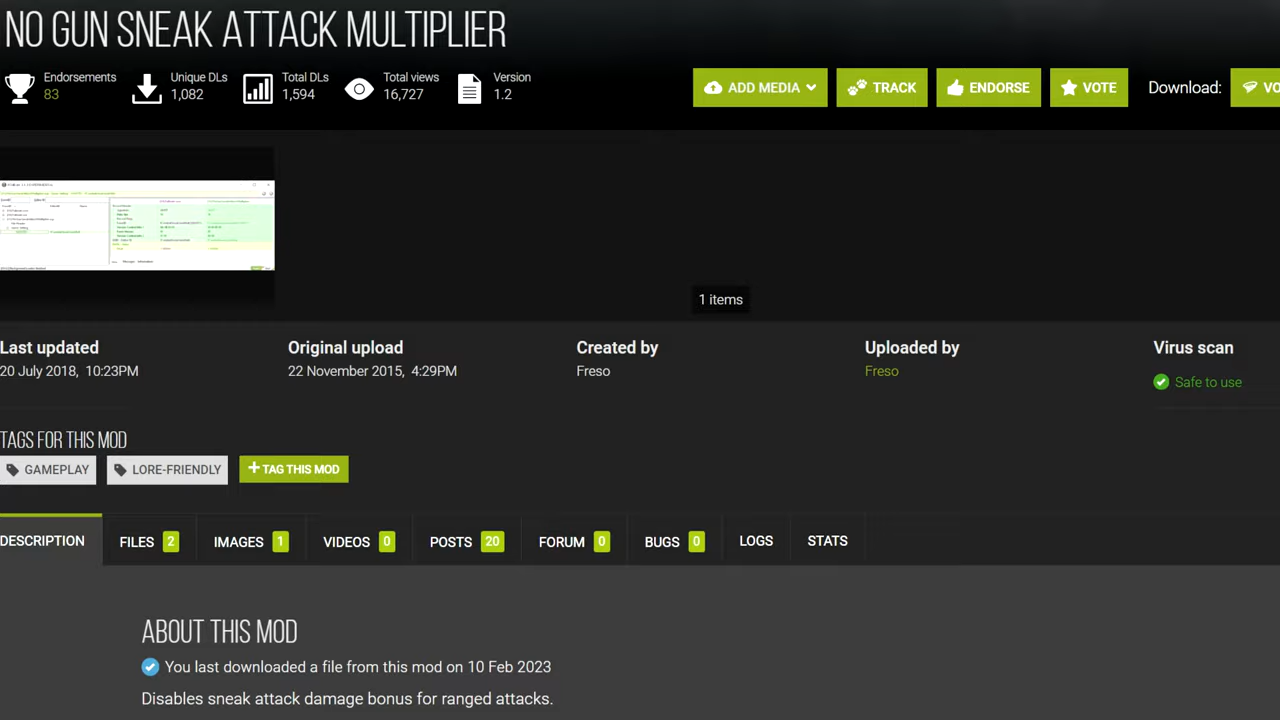 NO GUN SNEAK ATTACK MULTIPLIER
Endorsements 83
Unique DLs 1,082
Total DLs 1,594
Total views 16,727
Version 1.2
ADD MEDIA
TRACK
ENDORSE
VOTE
Download:
VO
1 items
Last updated
20 July 2018, 10:23PM
Original upload
22 November 2015, 4:29PM
Created by
Freso
Uploaded by
Freso
Virus scan
Safe to use
TAGS FOR THIS MOD
GAMEPLAY
LORE-FRIENDLY
+ TAG THIS MOD
DESCRIPTION
FILES 2
IMAGES 1
VIDEOS 0
POSTS 20
FORUM 0
BUGS 0
LOGS
STATS
ABOUT THIS MOD
You last downloaded a file from this mod on 10 Feb 2023
Disables sneak attack damage bonus for ranged attacks.